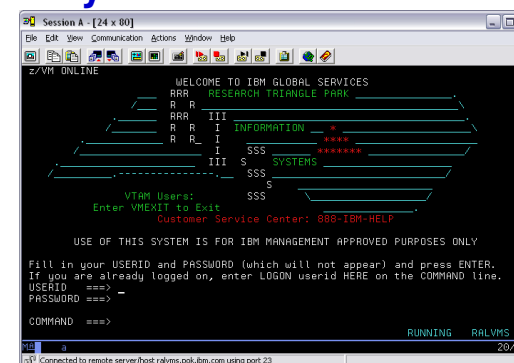 Session A - [24 x 80]
File Edit View Communication Actions Window Help
z/VM ONLINE
WELCOME TO IBM GLOBAL SERVICES
RRR RESEARCH TRIANGLE PARK
R R
RRR III
R R I INFORMATION *
R R I ****
I SSS *******
III S SYSTEMS
SSS
S
VTAM Users: SSS
Enter VMEXIT to Exit
Customer Service Center: 888-IBM-HELP
USE OF THIS SYSTEM IS FOR IBM MANAGEMENT APPROVED PURPOSES ONLY
Fill in your USERID and PASSWORD (which will not appear) and press ENTER.
If you are already logged on, enter LOGON userid HERE on the COMMAND line.
USERID ===> _
PASSWORD ===>
COMMAND ===>
RUNNING RALVMS
MA a 20/
Connected to remote server/host ralvms.pok.ibm.com using port 23